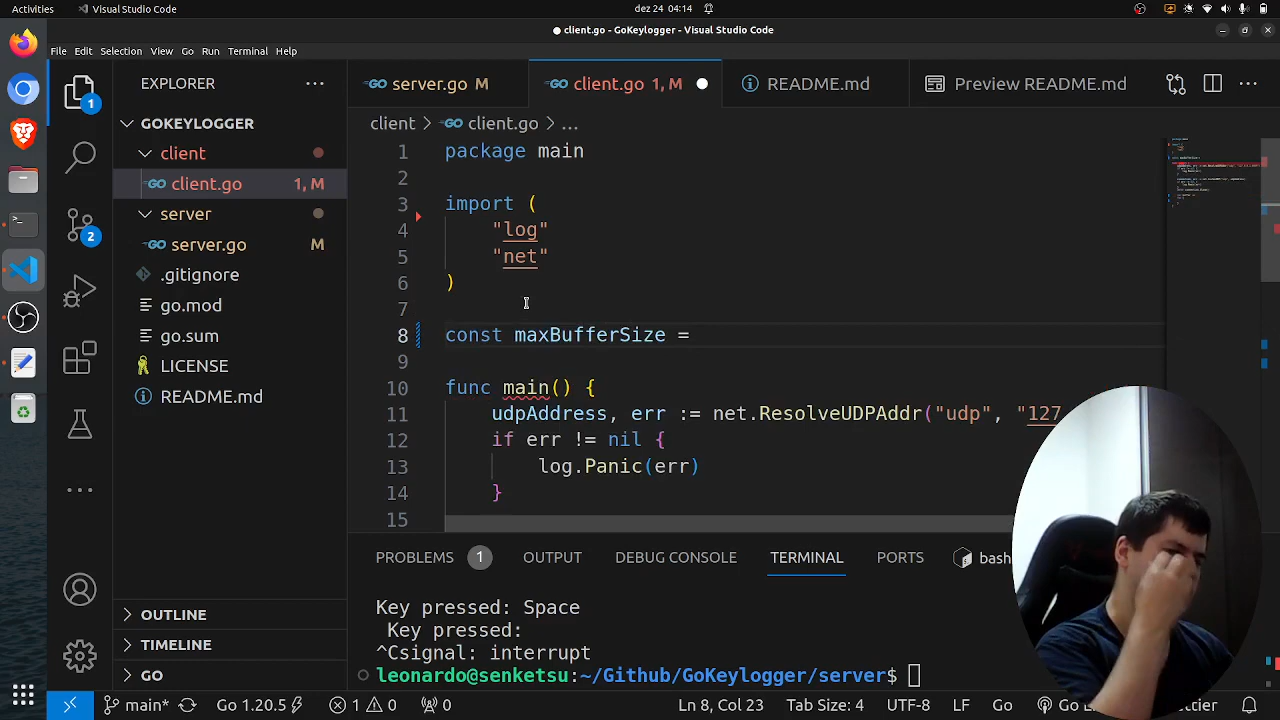 Activities Visual Studio Code dez 24 04:14
client.go - GoKeylogger - Visual Studio Code
File Edit Selection View Go Run Terminal Help
EXPLORER ···
server.go M client.go 1, M README.md Preview README.md ···
GOKEYLOGGER
client
client.go 1, M
server
server.go M
.gitignore
go.mod
go.sum
LICENSE
README.md
OUTLINE
TIMELINE
GO
1
2
client > client.go > ...
1 package main
2
3 import (
4 "log"
5 "net"
6 )
7
8 const maxBufferSize =
9
10 func main() {
11 udpAddress, err := net.ResolveUDPAddr("udp", "127
12 if err != nil {
13 log.Panic(err)
14 }
15
PROBLEMS 1 OUTPUT DEBUG CONSOLE TERMINAL PORTS bash
Key pressed: Space
Key pressed:
^Csignal: interrupt
leonardo@senketsu:~/Github/GoKeylogger/server$
main* Go 1.20.5 1 0 0 Ln 8, Col 23 Tab Size: 4 UTF-8 LF Go